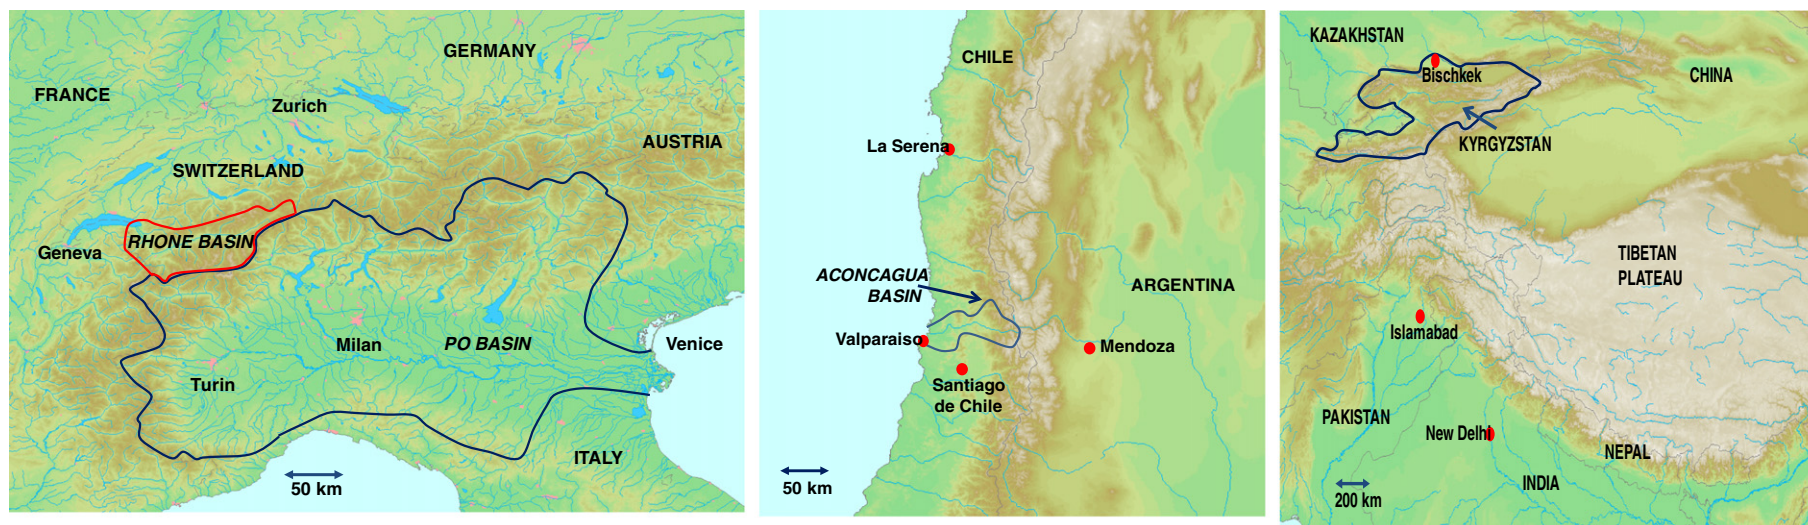 GERMANY
FRANCE
Zurich
AUSTRIA
SWITZERLAND
RHONE BASIN
Geneva
Milan
PO BASIN
Venice
Turin
ITALY
50 km
CHILE
La Serena
ACONCAGUA
BASIN
ARGENTINA
Valparaiso
Mendoza
Santiago
de Chile
50 km
KAZAKHSTAN
Bischkek
CHINA
KYRGYZSTAN
TIBETAN
PLATEAU
Islamabad
PAKISTAN
New Delhi
NEPAL
INDIA
200 km